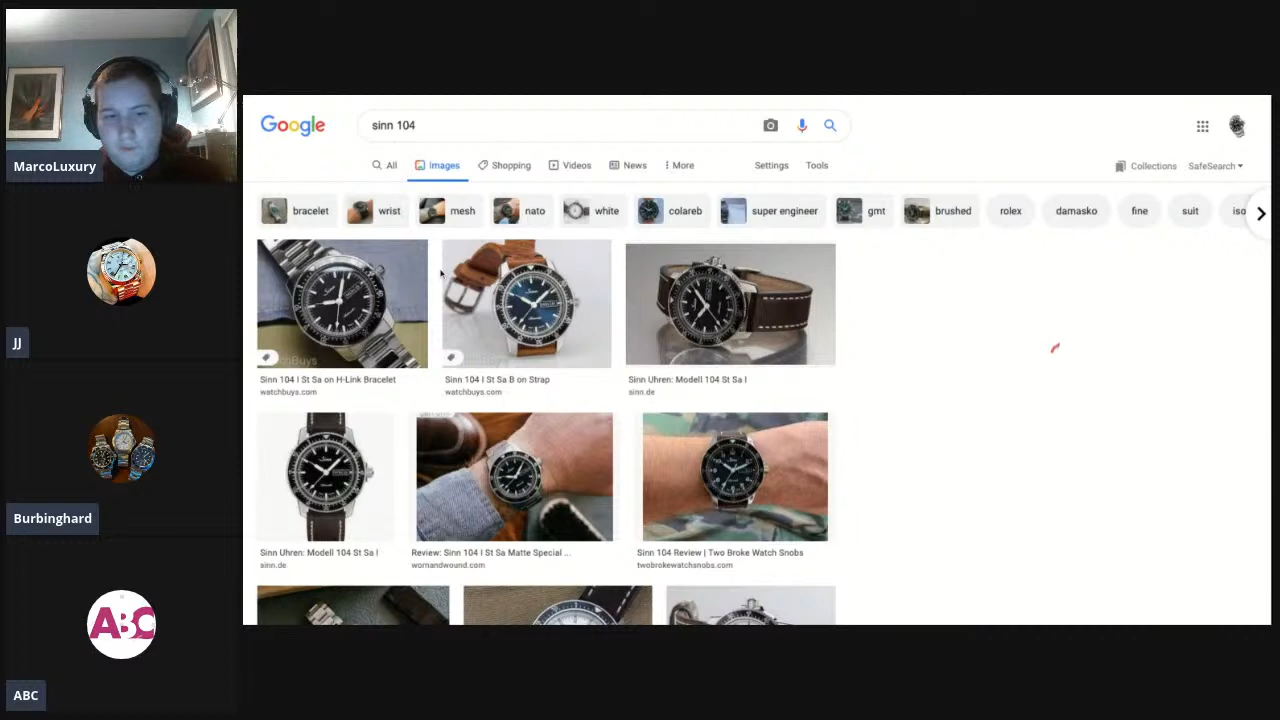 MarcoLuxury
JJ
Burbinghard
ABC
ABC
Google
sinn 104
All Images Shopping Videos News More Settings Tools Collections SafeSearch
bracelet wrist mesh nato white colareb super engineer gmt brushed rolex damasko fine suit iso
Sinn 104 I St Sa on H-Link Bracelet
watchbuys.com
Sinn 104 I St Sa B on Strap
watchbuys.com
Sinn Uhren: Modell 104 St Sa I
sinn.de
Sinn Uhren: Modell 104 St Sa I
sinn.de
Review: Sinn 104 I St Sa Matte Special ...
wornandwound.com
Sinn 104 Review | Two Broke Watch Snobs
twobrokewatchsnobs.com